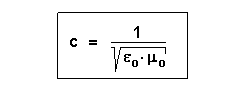 c = 1 / √(ε₀·μ₀)